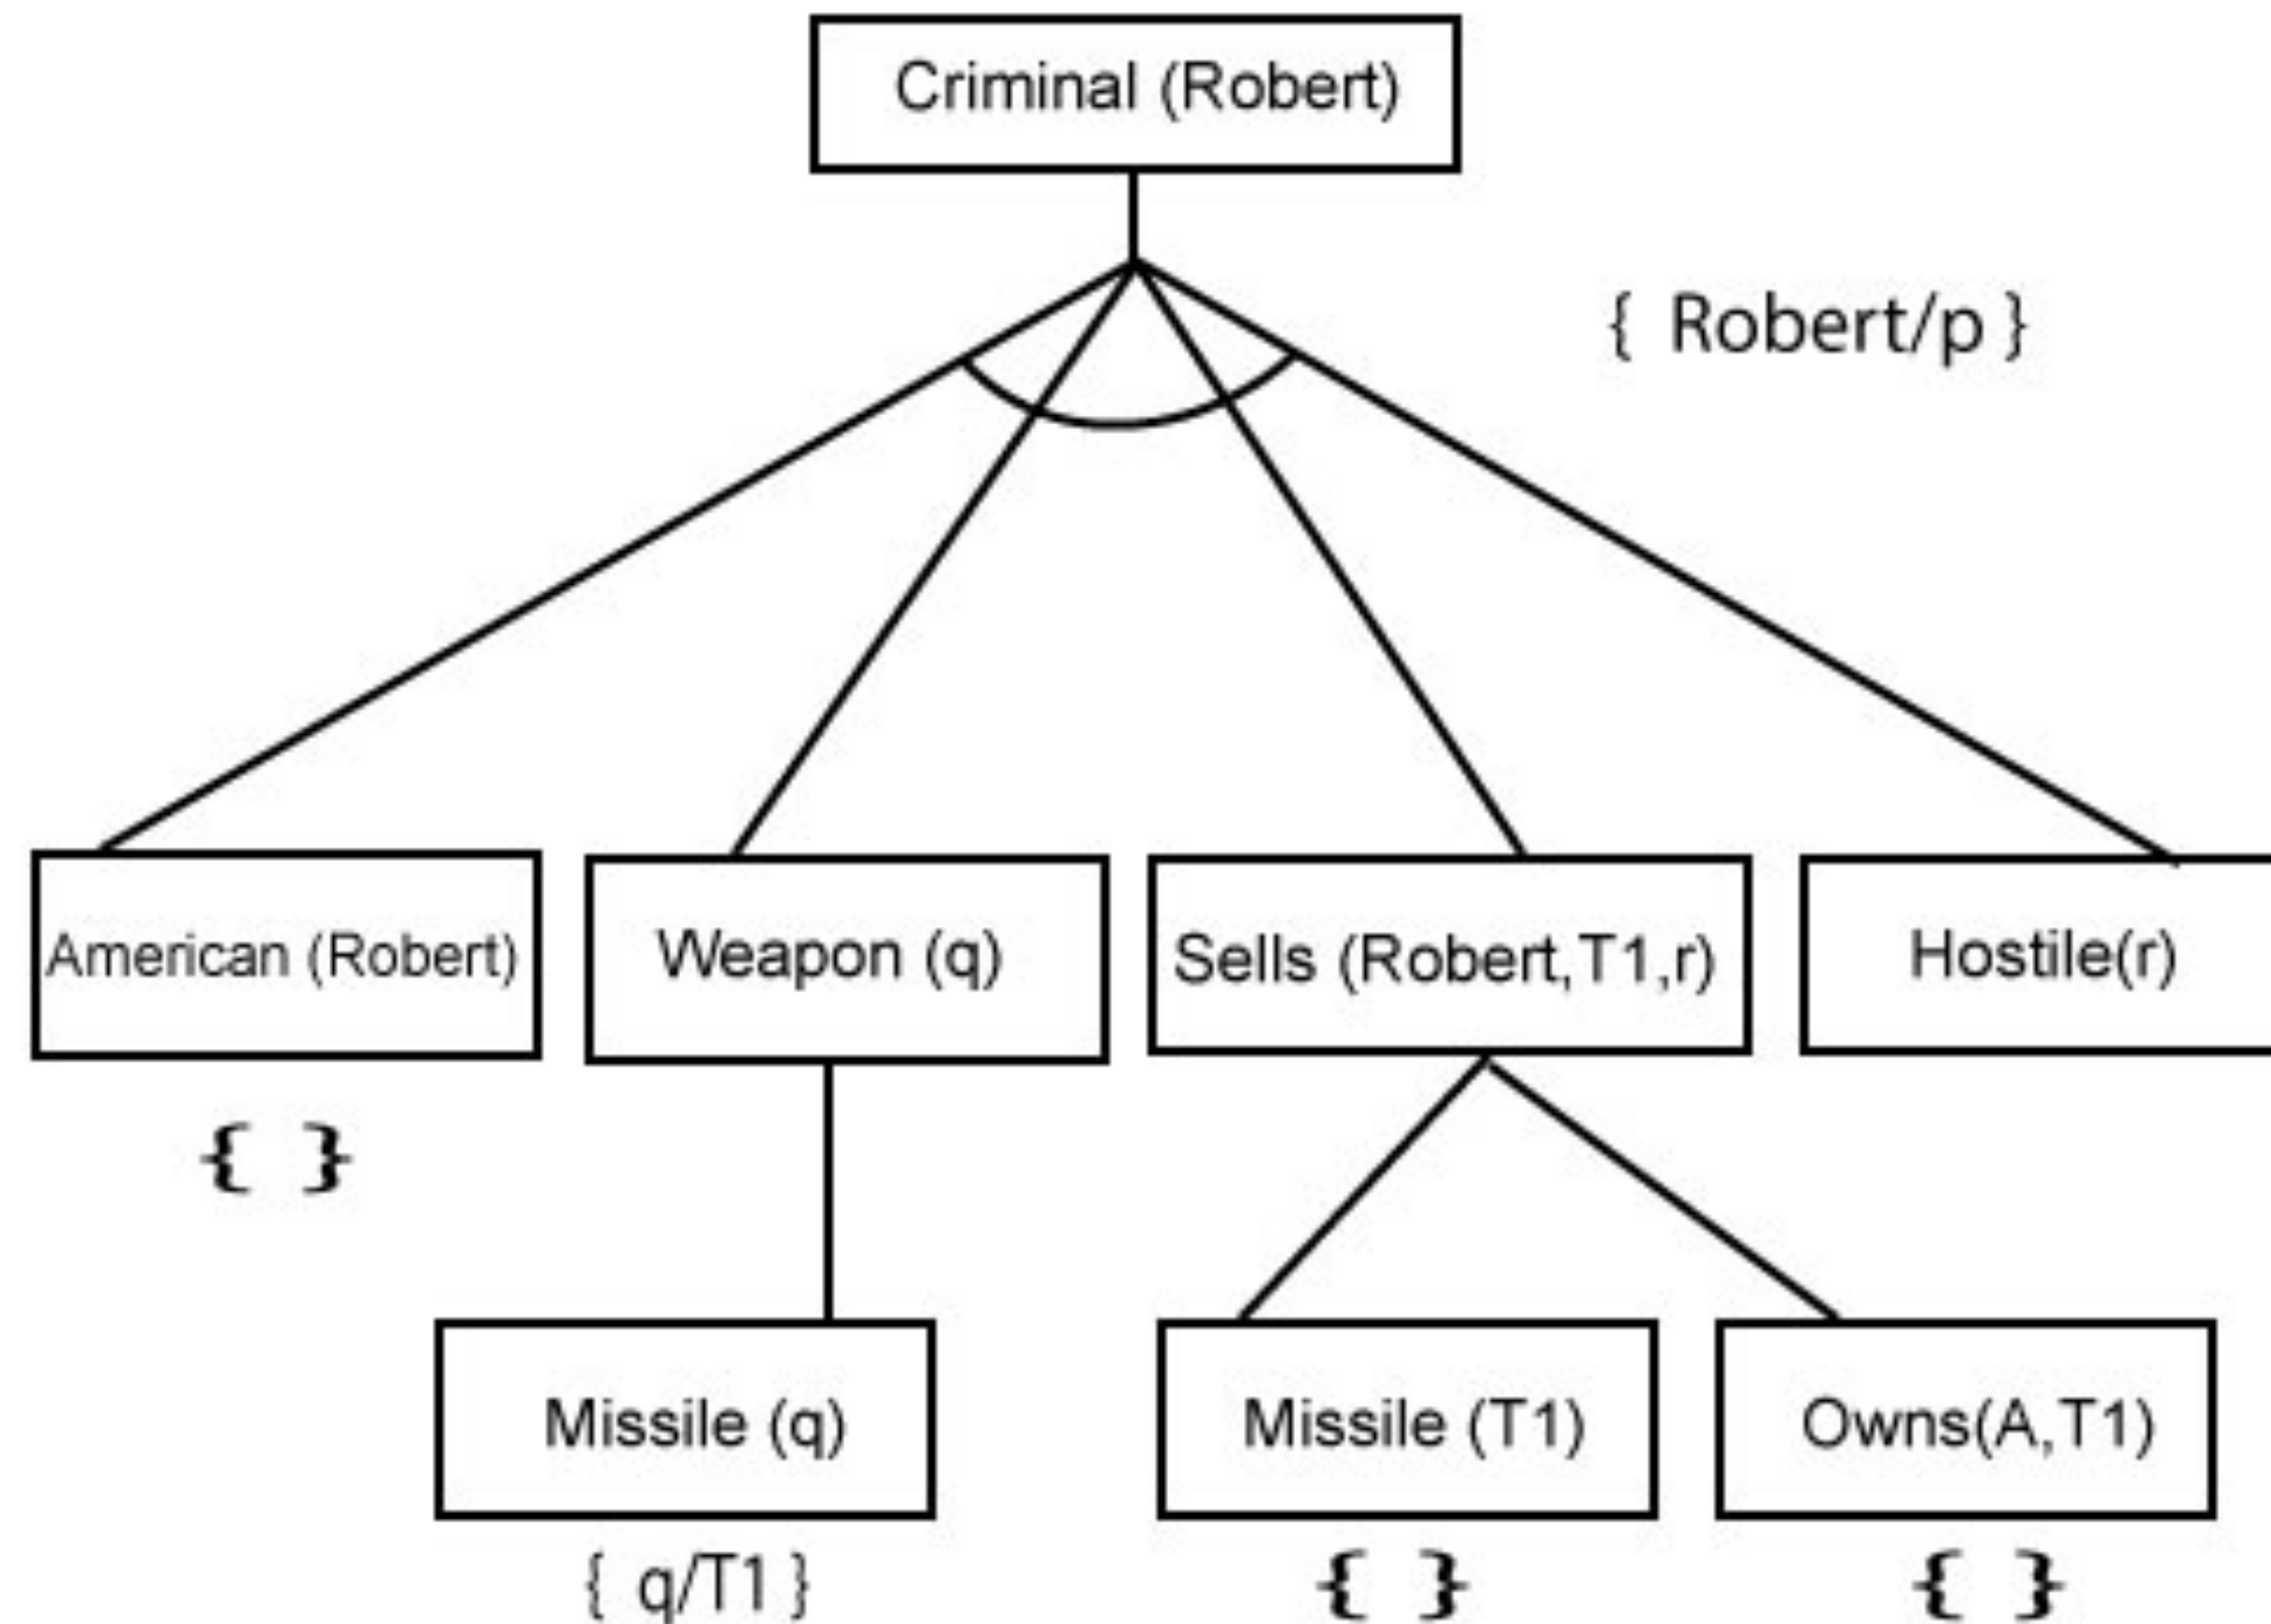 Criminal (Robert)
{ Robert/p }
American (Robert)
Weapon (q)
Sells (Robert,T1,r)
Hostile(r)
{ }
Missile (q)
Missile (T1)
Owns(A,T1)
{ q/T1 }
{ }
{ }